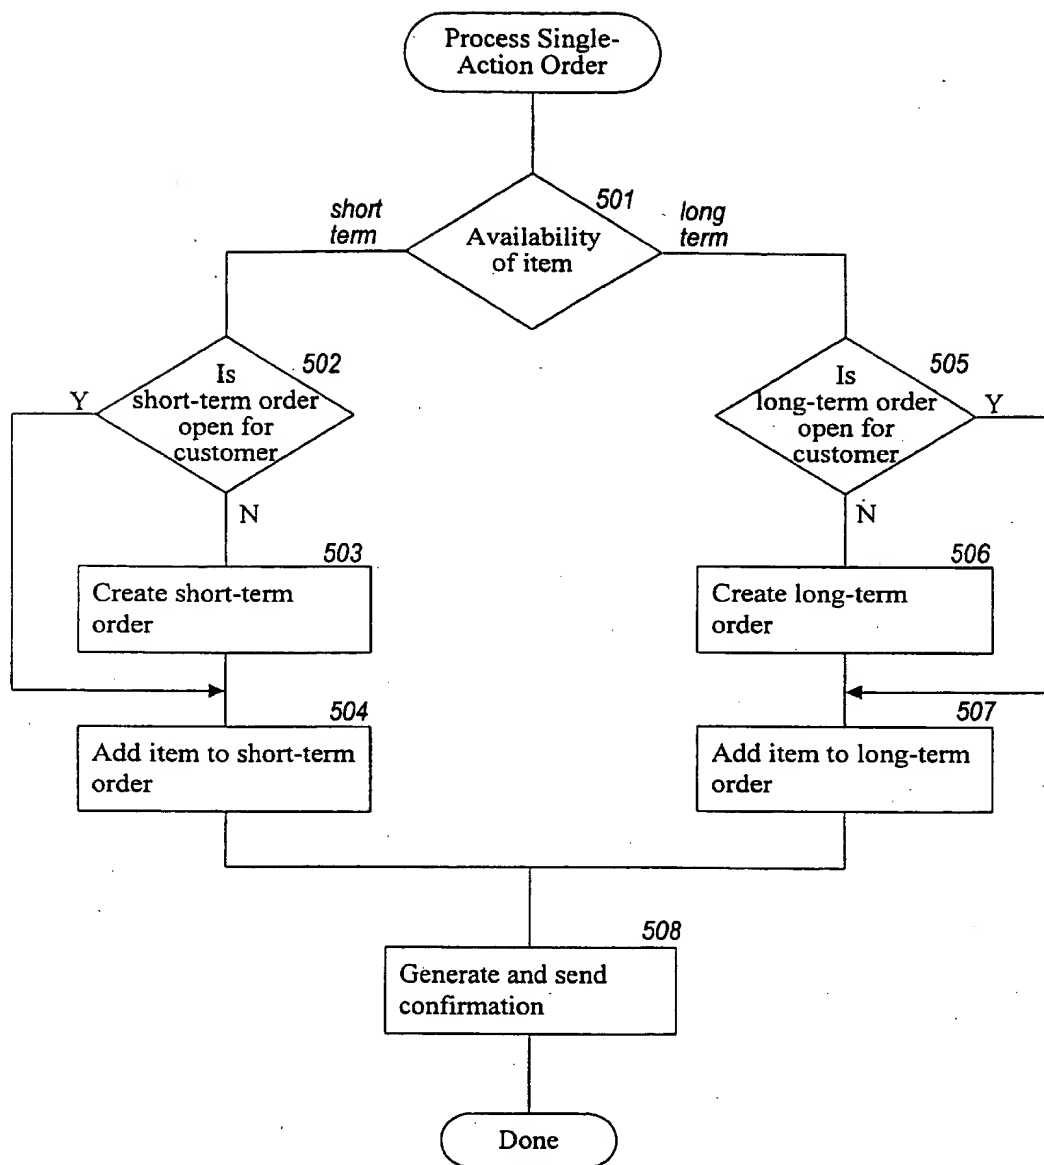 Process Single-
Action Order
501
short
term
long
term
Availability
of item
502
505
Is
short-term order
open for
customer
Y
Is
long-term order
open for
customer
Y
N
N
503
506
Create short-term
order
Create long-term
order
504
507
Add item to short-term
order
Add item to long-term
order
508
Generate and send
confirmation
Done